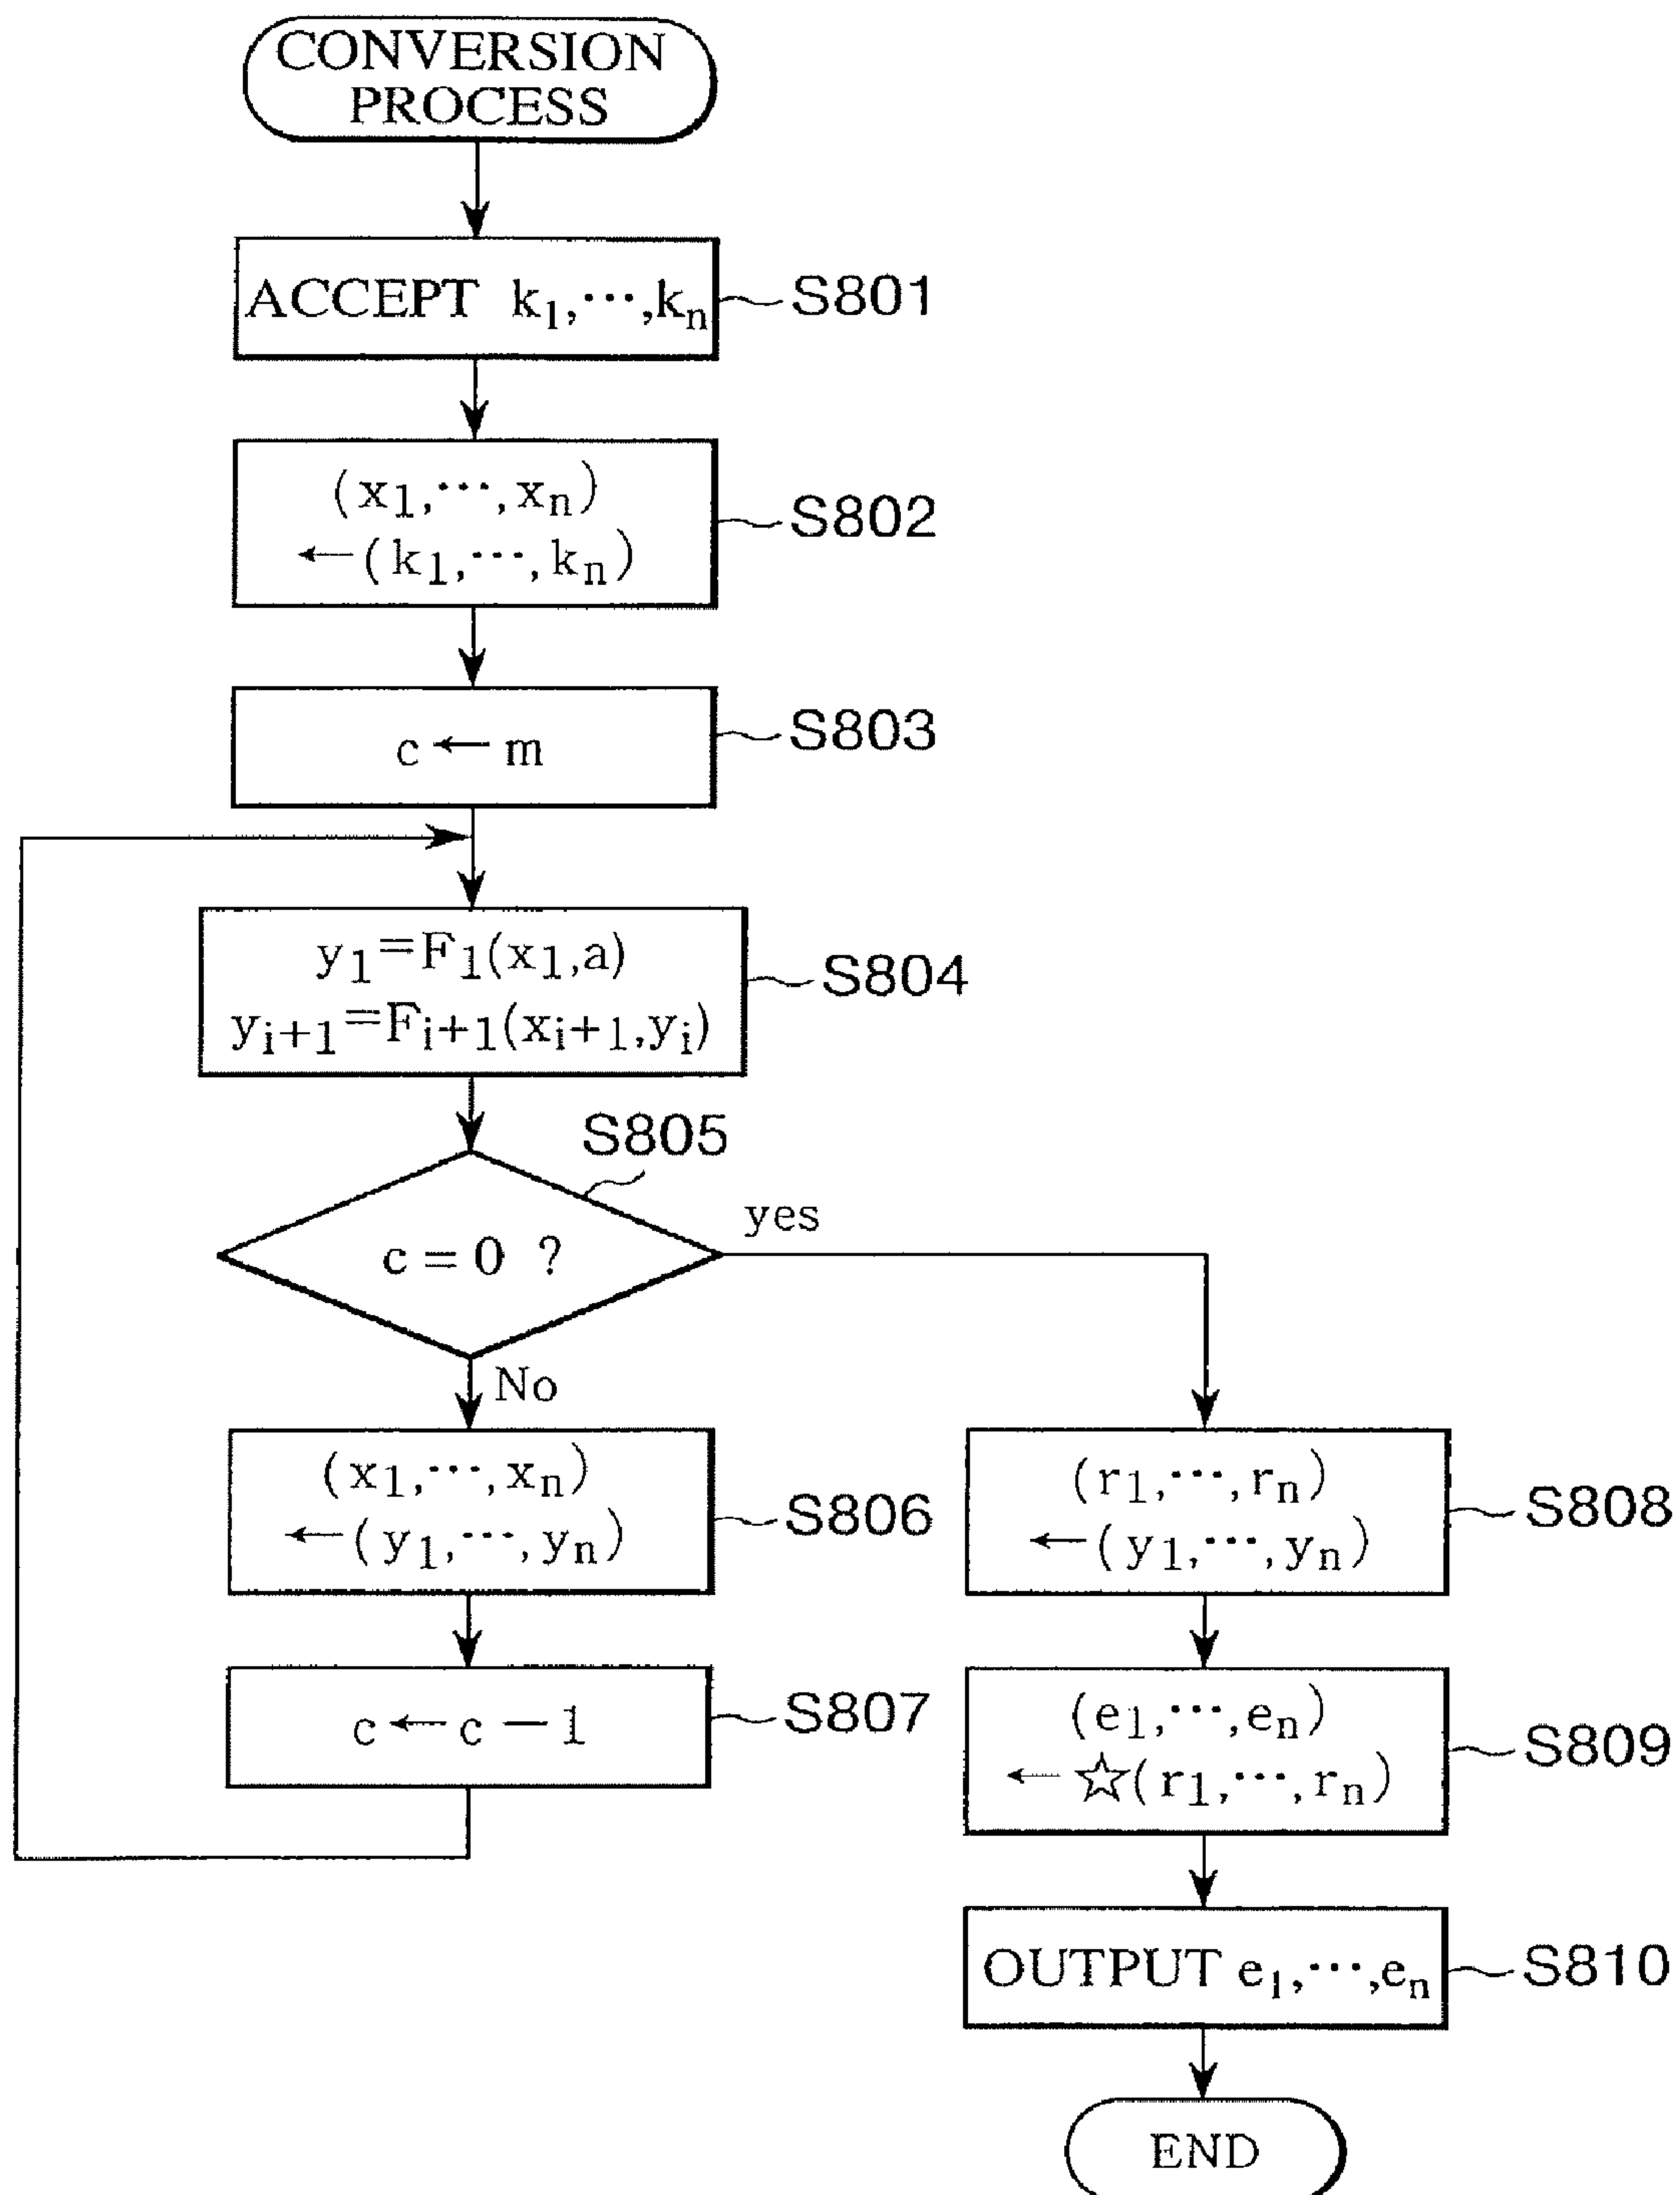 CONVERSION
PROCESS
ACCEPT k₁,⋯,kₙ
S801
(x₁,⋯,xₙ)
←(k₁,⋯,kₙ)
S802
c ← m
S803
y₁=F₁(x₁,a)
yᵢ₊₁=Fᵢ₊₁(xᵢ₊₁,yᵢ)
S804
S805
c = 0 ?
yes
No
(x₁,⋯,xₙ)
←(y₁,⋯,yₙ)
S806
c ← c − 1
S807
(r₁,⋯,rₙ)
←(y₁,⋯,yₙ)
S808
(e₁,⋯,eₙ)
← ☆(r₁,⋯,rₙ)
S809
OUTPUT e₁,⋯,eₙ
S810
END